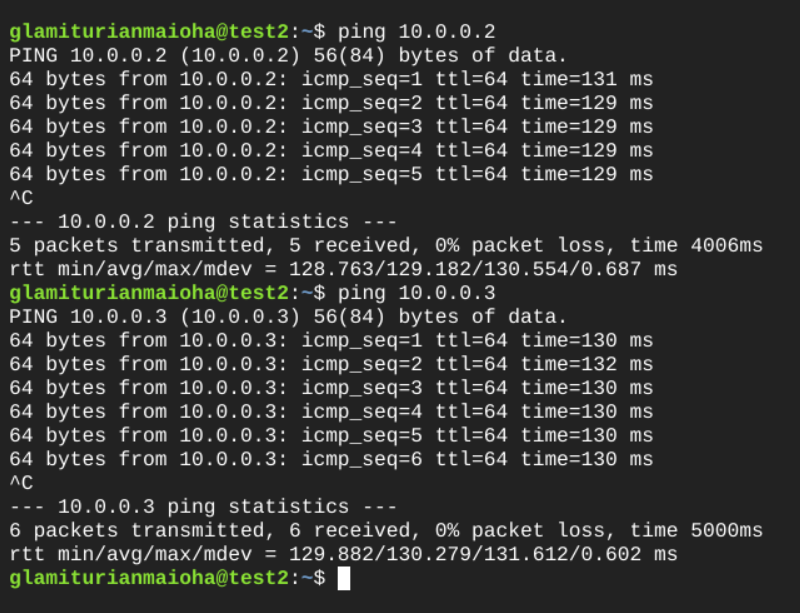 glamiturianmaioha@test2:~$ ping 10.0.0.2
PING 10.0.0.2 (10.0.0.2) 56(84) bytes of data.
64 bytes from 10.0.0.2: icmp_seq=1 ttl=64 time=131 ms
64 bytes from 10.0.0.2: icmp_seq=2 ttl=64 time=129 ms
64 bytes from 10.0.0.2: icmp_seq=3 ttl=64 time=129 ms
64 bytes from 10.0.0.2: icmp_seq=4 ttl=64 time=129 ms
64 bytes from 10.0.0.2: icmp_seq=5 ttl=64 time=129 ms
^C
--- 10.0.0.2 ping statistics ---
5 packets transmitted, 5 received, 0% packet loss, time 4006ms
rtt min/avg/max/mdev = 128.763/129.182/130.554/0.687 ms
glamiturianmaioha@test2:~$ ping 10.0.0.3
PING 10.0.0.3 (10.0.0.3) 56(84) bytes of data.
64 bytes from 10.0.0.3: icmp_seq=1 ttl=64 time=130 ms
64 bytes from 10.0.0.3: icmp_seq=2 ttl=64 time=132 ms
64 bytes from 10.0.0.3: icmp_seq=3 ttl=64 time=130 ms
64 bytes from 10.0.0.3: icmp_seq=4 ttl=64 time=130 ms
64 bytes from 10.0.0.3: icmp_seq=5 ttl=64 time=130 ms
64 bytes from 10.0.0.3: icmp_seq=6 ttl=64 time=130 ms
^C
--- 10.0.0.3 ping statistics ---
6 packets transmitted, 6 received, 0% packet loss, time 5000ms
rtt min/avg/max/mdev = 129.882/130.279/131.612/0.602 ms
glamiturianmaioha@test2:~$